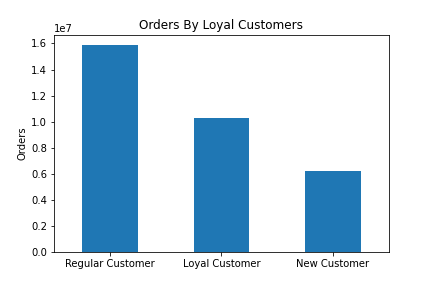 Orders By Loyal Customers
1e7
1.6
1.4
1.2
1.0
0.8
0.6
0.4
0.2
0.0
Orders
Regular Customer
Loyal Customer
New Customer